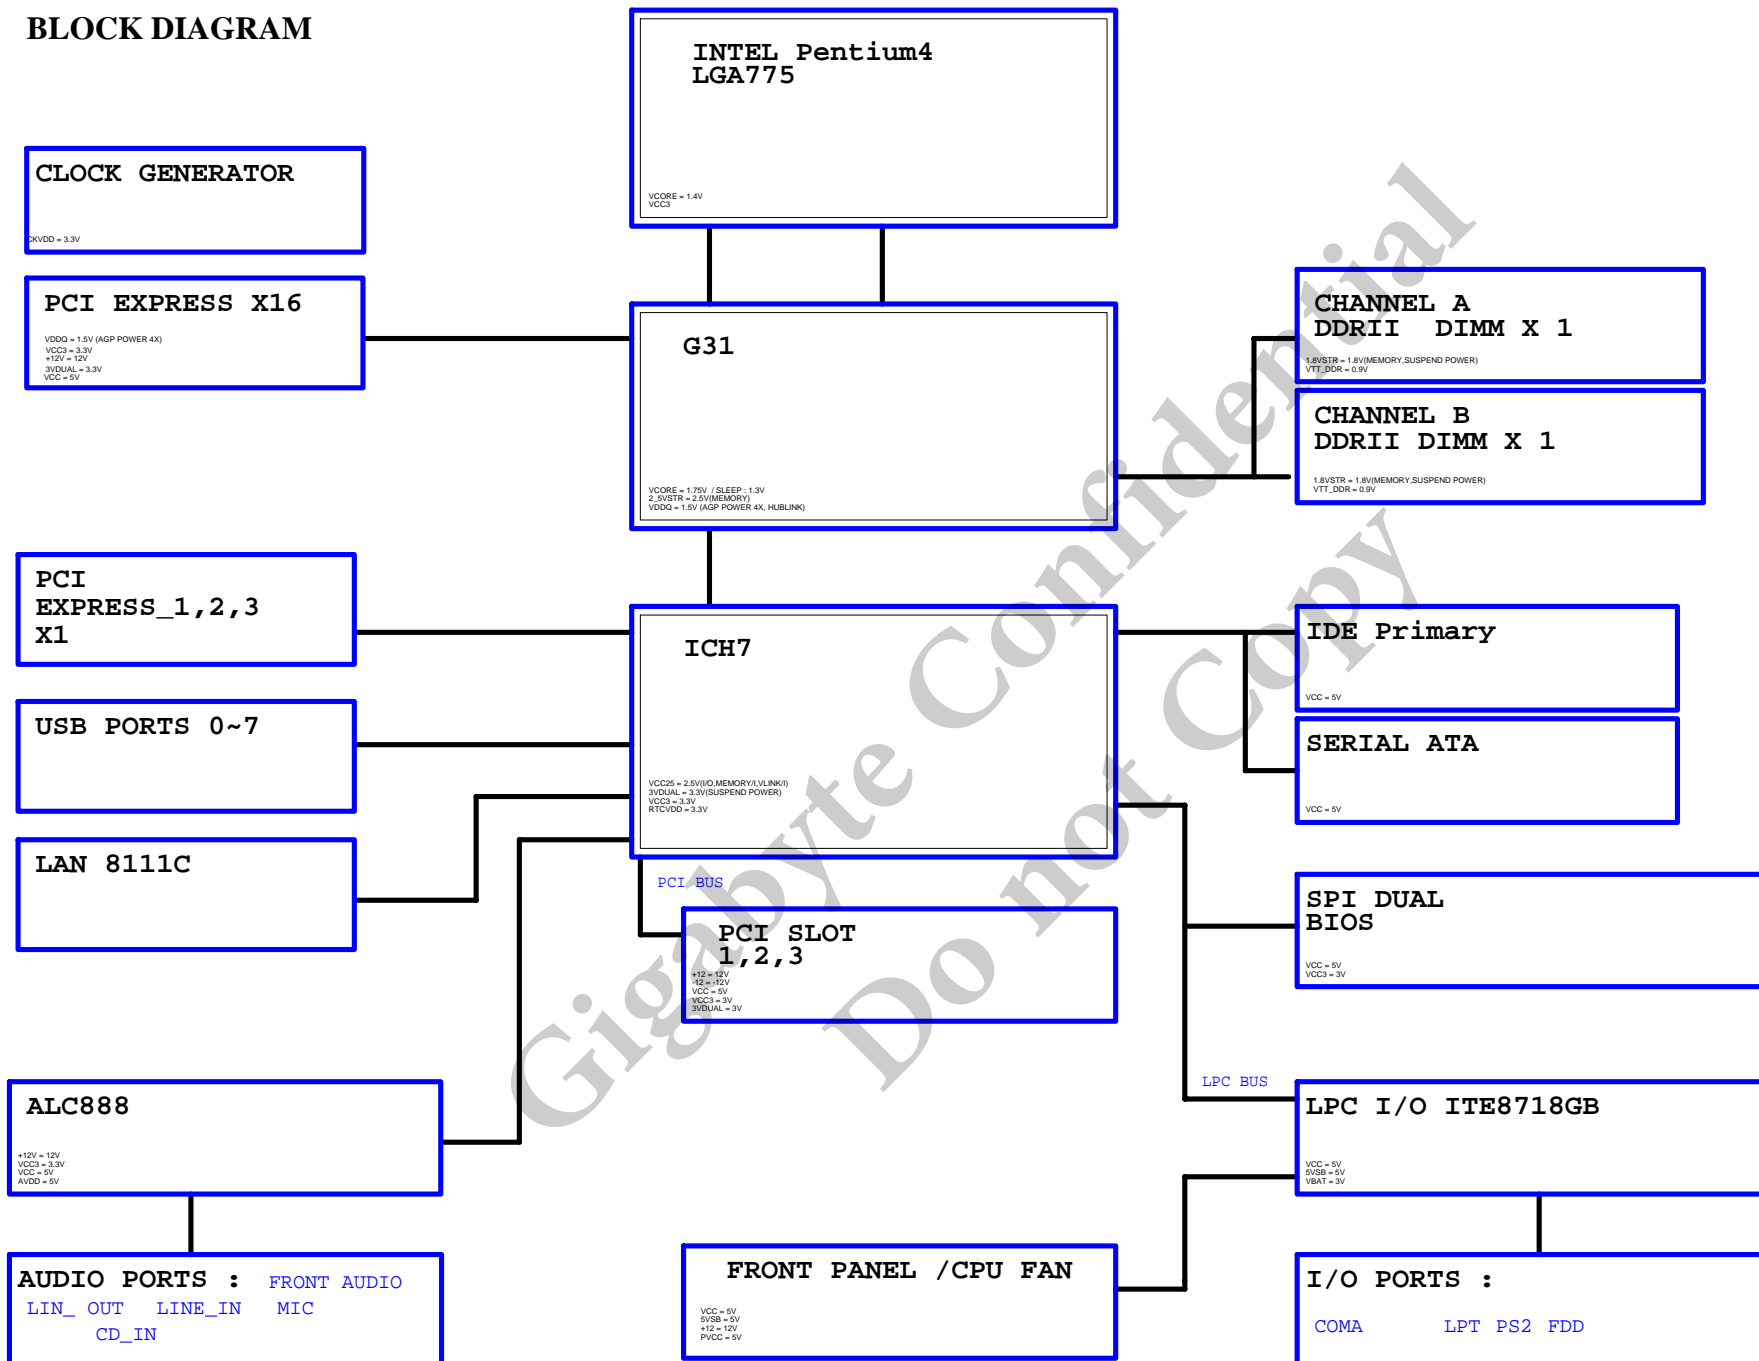 BLOCK DIAGRAM
INTEL Pentium4
LGA775
VCORE = 1.4V
VCC3
CLOCK GENERATOR
CKVDD = 3.3V
PCI EXPRESS X16
VDDQ = 1.5V (AGP POWER 4X)
VCC3 = 3.3V
+12V = 12V
3VDUAL = 3.3V
VCC = 5V
G31
VCORE = 1.75V / SLEEP : 1.3V
2_5VSTR = 2.5V(MEMORY)
VDDQ = 1.5V (AGP POWER 4X, HUBLINK)
CHANNEL A
DDRII DIMM X 1
1.8VSTR = 1.8V(MEMORY,SUSPEND POWER)
VTT_DDR = 0.9V
CHANNEL B
DDRII DIMM X 1
1.8VSTR = 1.8V(MEMORY,SUSPEND POWER)
VTT_DDR = 0.9V
PCI
EXPRESS_1,2,3
X1
ICH7
VCC25 = 2.5V(I/O,MEMORY/I,VLINK/I)
3VDUAL = 3.3V(SUSPEND POWER)
VCC3 = 3.3V
RTCVDD = 3.3V
IDE Primary
VCC = 5V
USB PORTS 0~7
SERIAL ATA
VCC = 5V
LAN 8111C
PCI BUS
PCI SLOT
1,2,3
+12 = 12V
-12 = -12V
VCC = 5V
VCC3 = 3V
3VDUAL = 3V
SPI DUAL
BIOS
VCC = 5V
VCC3 = 3V
LPC BUS
ALC888
+12V = 12V
VCC3 = 3.3V
VCC = 5V
AVDD = 5V
LPC I/O ITE8718GB
VCC = 5V
5VSB = 5V
VBAT = 3V
AUDIO PORTS : FRONT AUDIO
LIN_ OUT LINE_IN MIC
CD_IN
FRONT PANEL /CPU FAN
VCC = 5V
5VSB = 5V
+12 = 12V
PVCC = 5V
I/O PORTS :
COMA LPT PS2 FDD
Gigabyte Confidential
Do not Copy